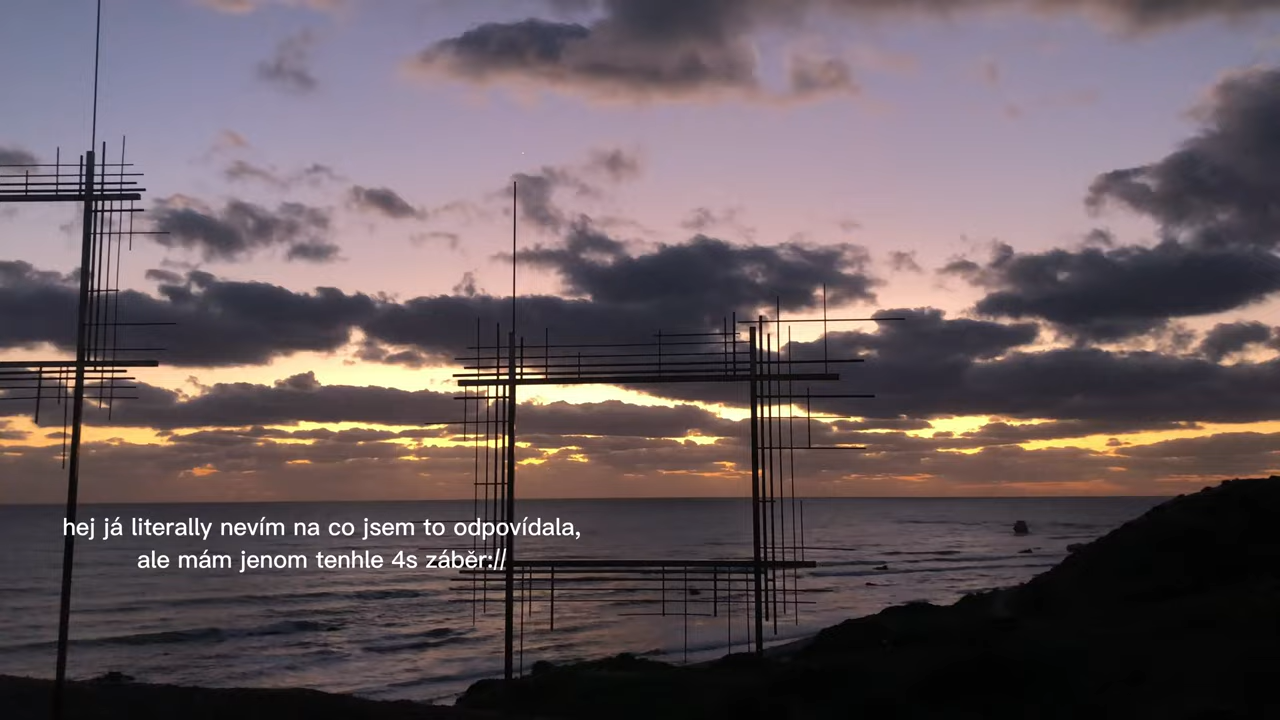 hej já literally nevím na co jsem to odpovídala,
ale mám jenom tenhle 4s záběr://